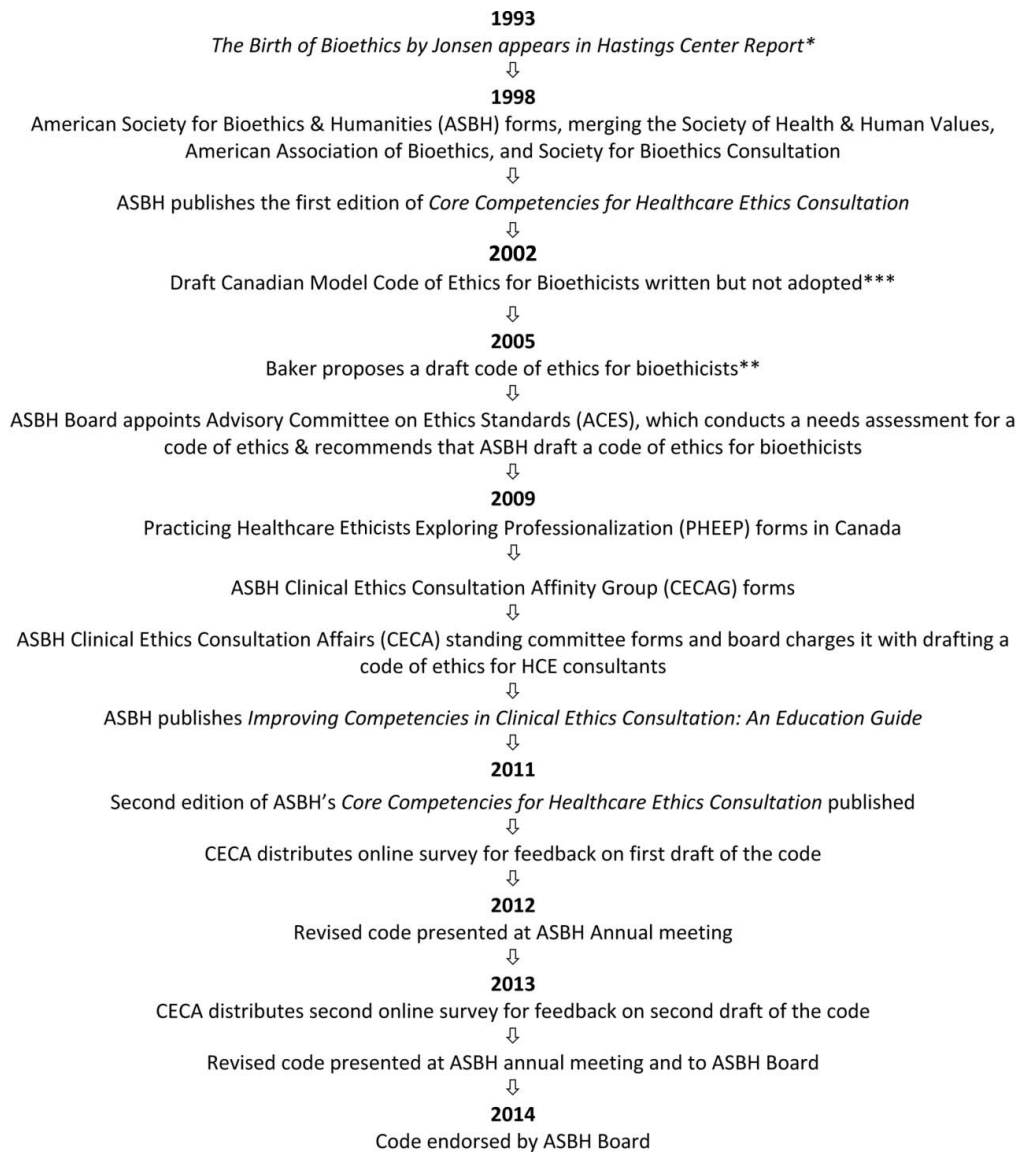 1993
The Birth of Bioethics by Jonsen appears in Hastings Center Report*
⇩
1998
American Society for Bioethics & Humanities (ASBH) forms, merging the Society of Health & Human Values,
American Association of Bioethics, and Society for Bioethics Consultation
⇩
ASBH publishes the first edition of Core Competencies for Healthcare Ethics Consultation
⇩
2002
Draft Canadian Model Code of Ethics for Bioethicists written but not adopted***
⇩
2005
Baker proposes a draft code of ethics for bioethicists**
⇩
ASBH Board appoints Advisory Committee on Ethics Standards (ACES), which conducts a needs assessment for a
code of ethics & recommends that ASBH draft a code of ethics for bioethicists
⇩
2009
Practicing Healthcare Ethicists Exploring Professionalization (PHEEP) forms in Canada
⇩
ASBH Clinical Ethics Consultation Affinity Group (CECAG) forms
⇩
ASBH Clinical Ethics Consultation Affairs (CECA) standing committee forms and board charges it with drafting a
code of ethics for HCE consultants
⇩
ASBH publishes Improving Competencies in Clinical Ethics Consultation: An Education Guide
⇩
2011
Second edition of ASBH’s Core Competencies for Healthcare Ethics Consultation published
⇩
CECA distributes online survey for feedback on first draft of the code
⇩
2012
Revised code presented at ASBH Annual meeting
⇩
2013
CECA distributes second online survey for feedback on second draft of the code
⇩
Revised code presented at ASBH annual meeting and to ASBH Board
⇩
2014
Code endorsed by ASBH Board